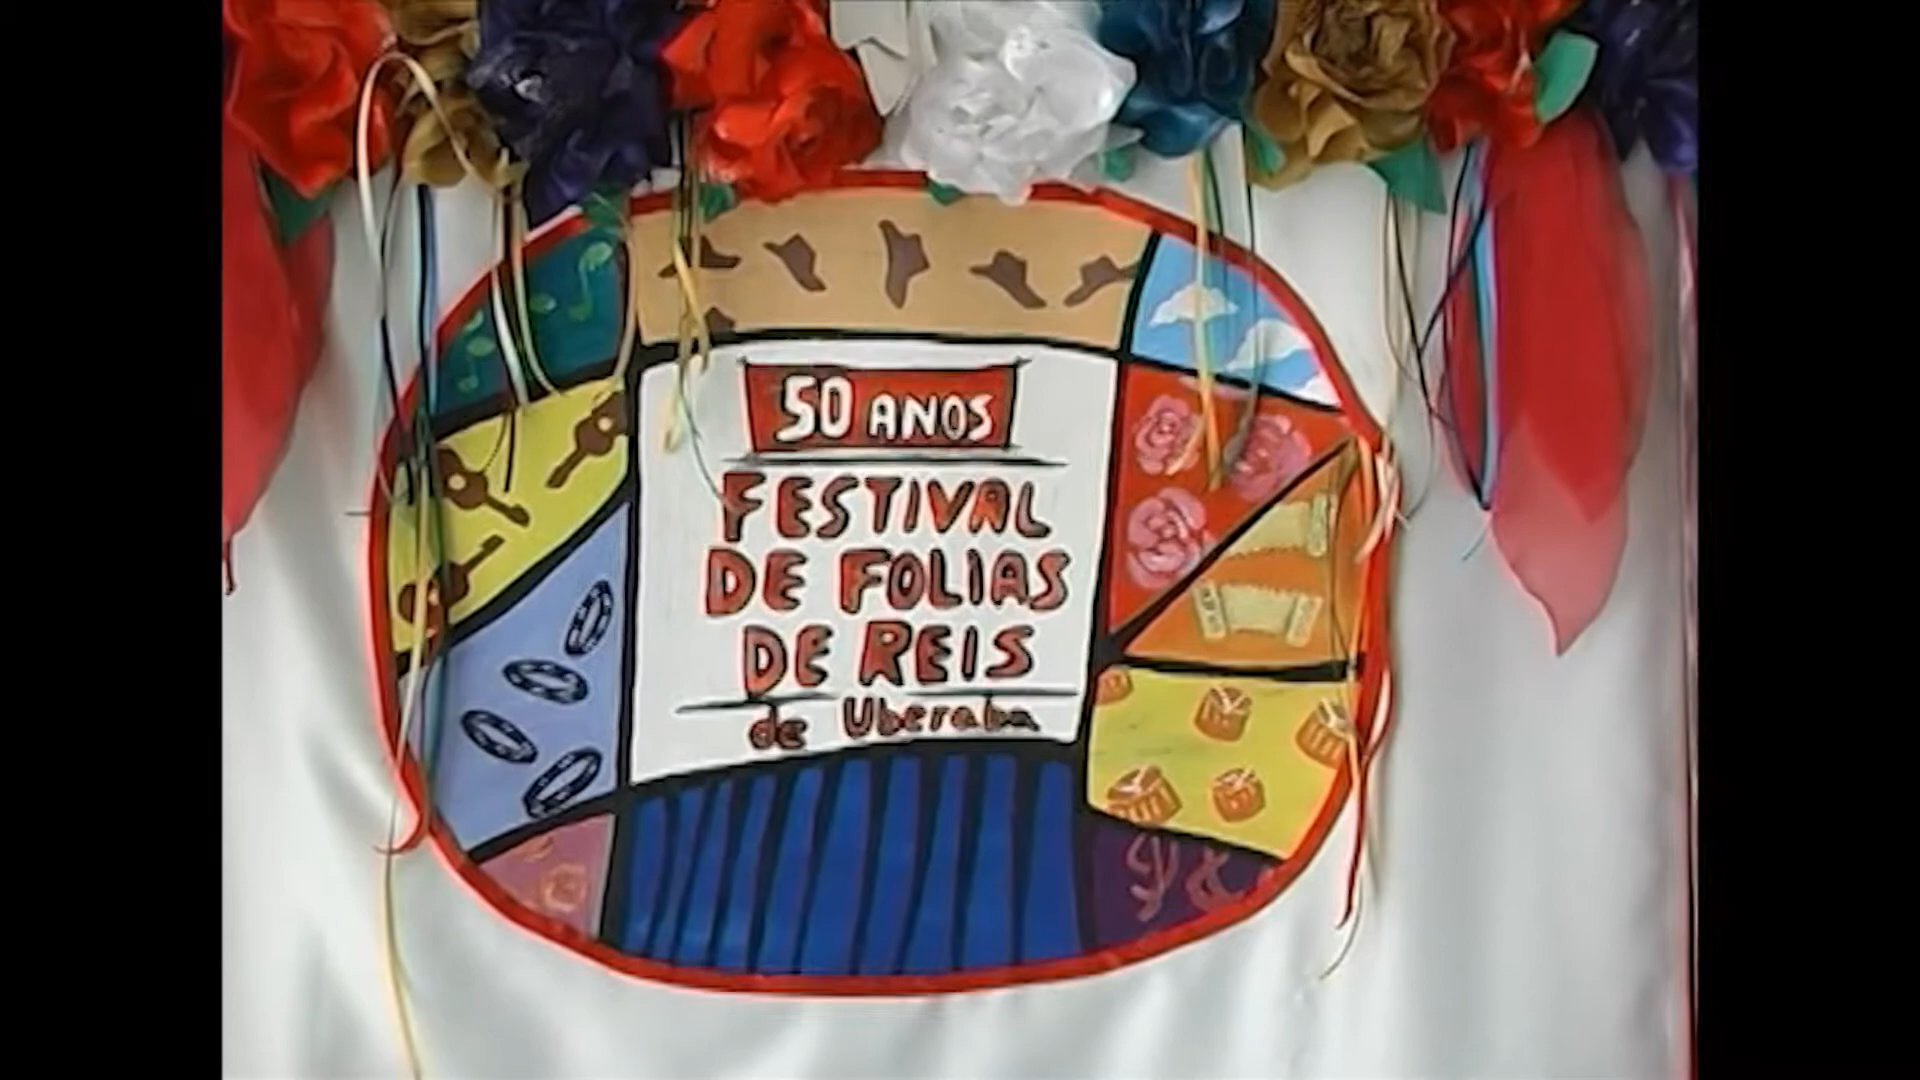 50 ANOS
FESTIVAL
DE FOLIAS
DE REIS
de Uberaba